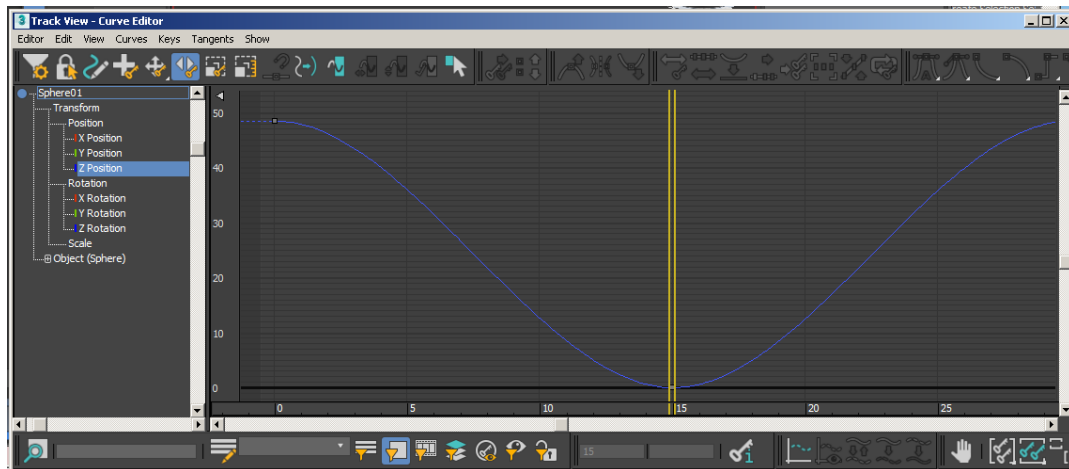 3 Track View - Curve Editor
Editor Edit View Curves Keys Tangents Show
Sphere01
Transform
Position
X Position
Y Position
Z Position
Rotation
X Rotation
Y Rotation
Z Rotation
Scale
Object (Sphere)
50
40
30
20
10
0
0 5 10 15 20 25
15